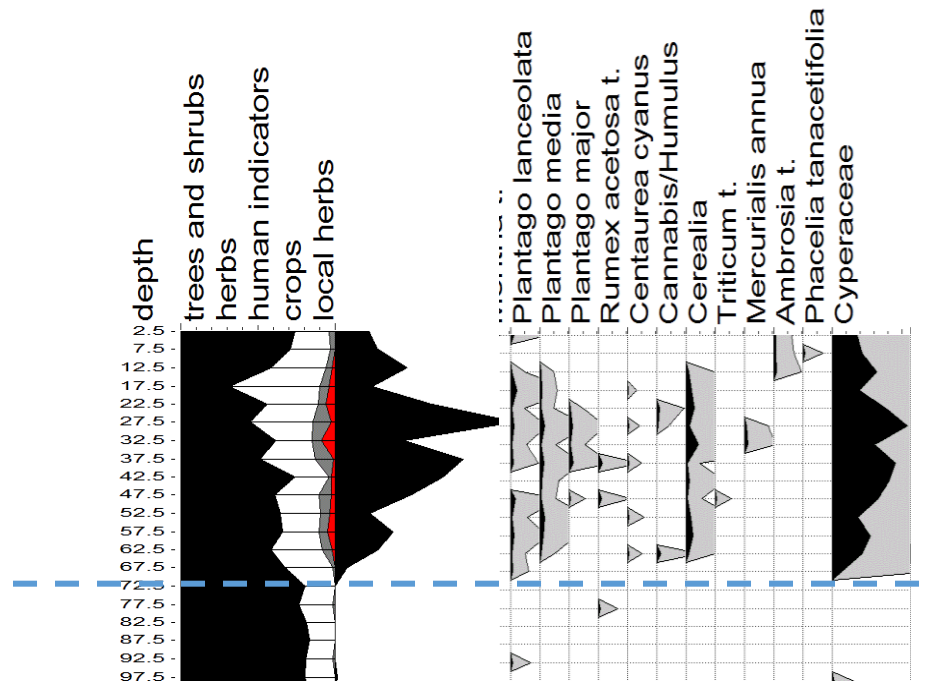 depth
trees and shrubs
herbs
human indicators
crops
local herbs
Plantago lanceolata
Plantago media
Plantago major
Rumex acetosa t.
Centaurea cyanus
Cannabis/Humulus
Cerealia
Triticum t.
Mercurialis annua
Ambrosia t.
Phacelia tanacetifolia
Cyperaceae
2.5
7.5
12.5
17.5
22.5
27.5
32.5
37.5
42.5
47.5
52.5
57.5
62.5
67.5
72.5
77.5
82.5
87.5
92.5
97.5